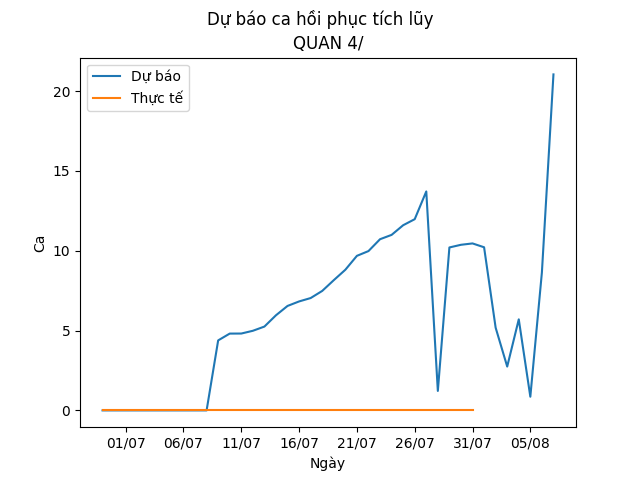 Dự báo ca hồi phục tích lũy
QUAN 4/
Dự báo
Thực tế
20
15
10
5
0
Ca
01/07 06/07 11/07 16/07 21/07 26/07 31/07 05/08
Ngày